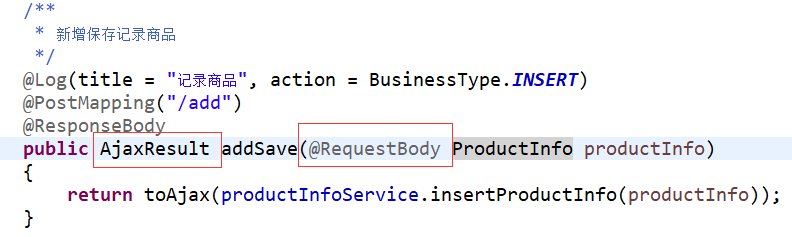 /**
 * 新增保存记录商品
 */
@Log(title = "记录商品", action = BusinessType.INSERT)
@PostMapping("/add")
@ResponseBody
public AjaxResult addSave(@RequestBody ProductInfo productInfo)
{
    return toAjax(productInfoService.insertProductInfo(productInfo));
}